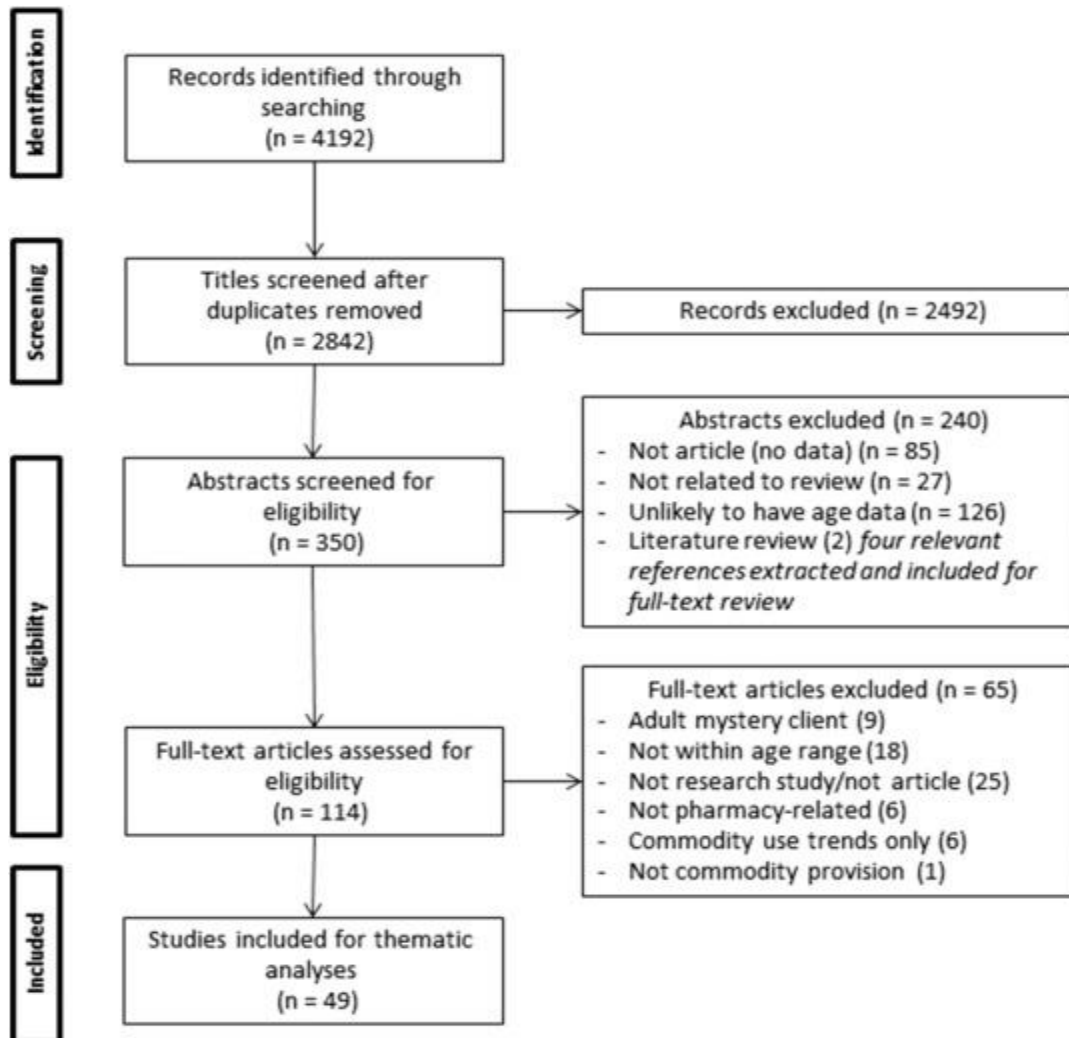 Identification
Records identified through
searching
(n = 4192)
Screening
Titles screened after
duplicates removed
(n = 2842)
Records excluded (n = 2492)
Eligibility
Abstracts screened for
eligibility
(n = 350)
Abstracts excluded (n = 240)
- Not article (no data) (n = 85)
- Not related to review (n = 27)
- Unlikely to have age data (n = 126)
- Literature review (2) four relevant
references extracted and included for
full-text review
Full-text articles assessed for
eligibility
(n = 114)
Full-text articles excluded (n = 65)
- Adult mystery client (9)
- Not within age range (18)
- Not research study/not article (25)
- Not pharmacy-related (6)
- Commodity use trends only (6)
- Not commodity provision (1)
Included
Studies included for thematic
analyses
(n = 49)